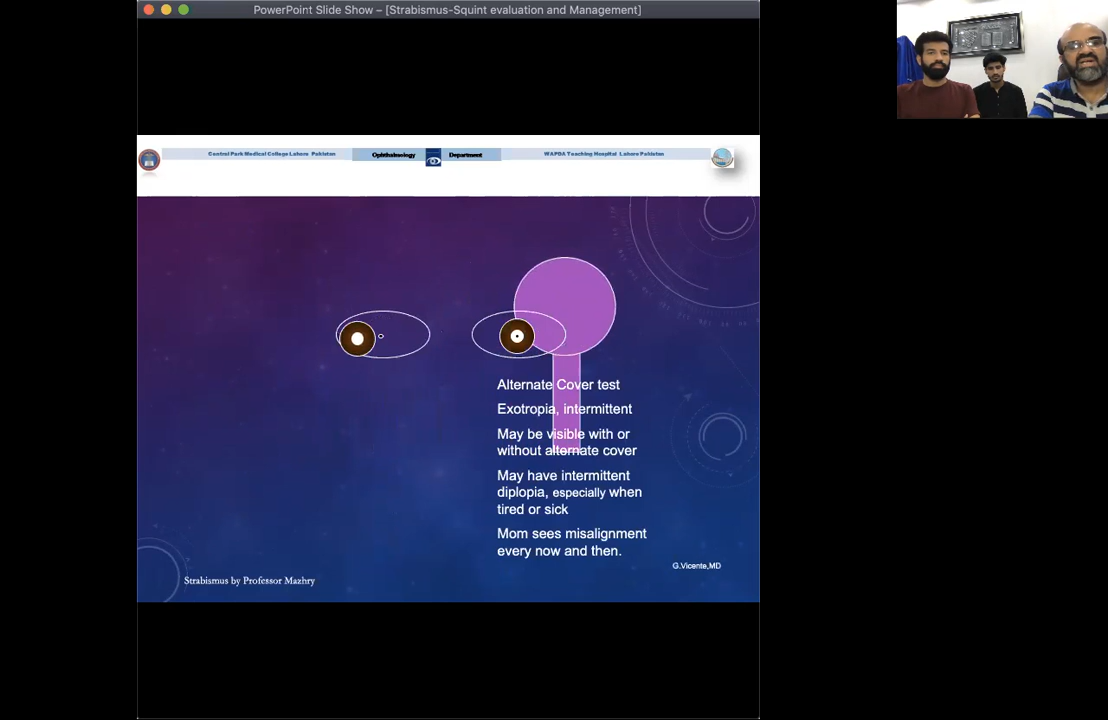 PowerPoint Slide Show – [Strabismus-Squint evaluation and Management]
Central Park Medical College Lahore Pakistan
Ophthalmology
Department
WAPDA Teaching Hospital Lahore Pakistan
Alternate Cover test
Exotropia, intermittent
May be visible with or
without alternate cover
May have intermittent
diplopia, especially when
tired or sick
Mom sees misalignment
every now and then.
G.Vicente,MD
Strabismus by Professor Mazhry